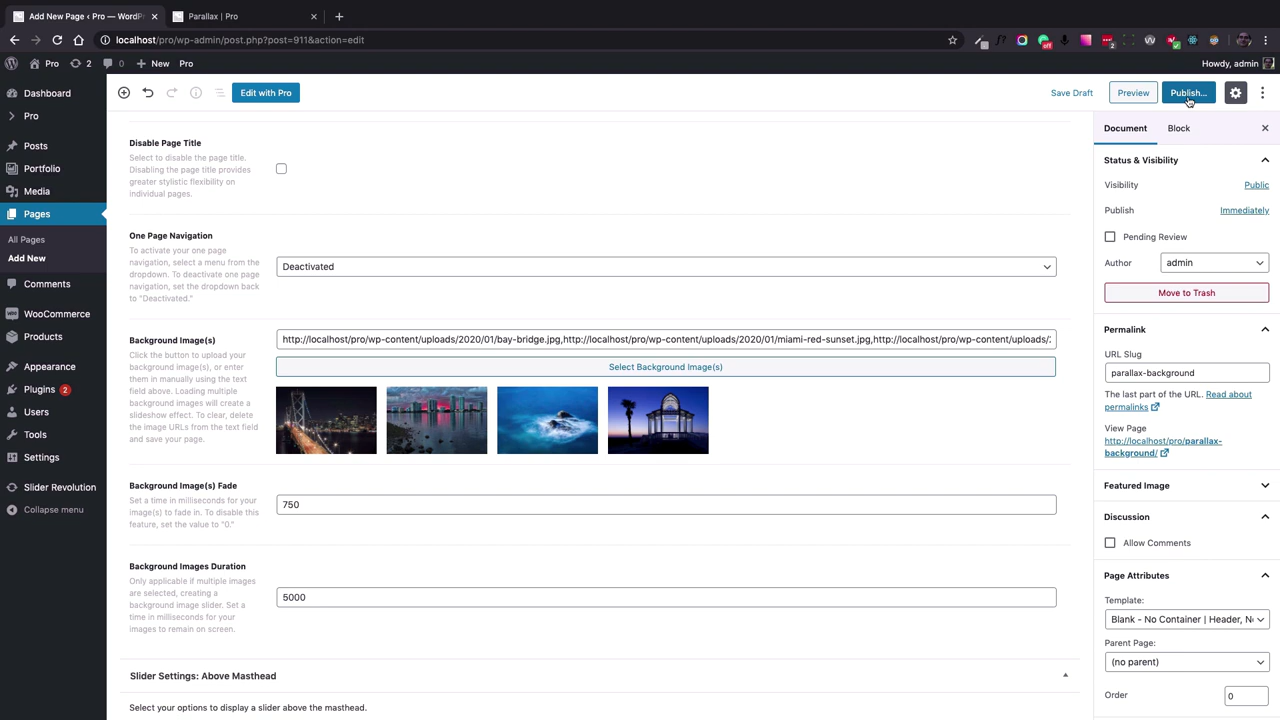 Add New Page ‹ Pro — WordPr
Parallax | Pro
localhost/pro/wp-admin/post.php?post=911&action=edit
Pro
2
0
New
Pro
Howdy, admin
Dashboard
Pro
Posts
Portfolio
Media
Pages
All Pages
Add New
Comments
WooCommerce
Products
Appearance
Plugins 2
Users
Tools
Settings
Slider Revolution
Collapse menu
Edit with Pro
Save Draft
Preview
Publish...
Disable Page Title
Select to disable the page title.
Disabling the page title provides
greater stylistic flexibility on
individual pages.
One Page Navigation
To activate your one page
navigation, select a menu from the
dropdown. To deactivate one page
navigation, set the dropdown back
to "Deactivated."
Deactivated
Background Image(s)
Click the button to upload your
background image(s), or enter
them in manually using the text
field above. Loading multiple
background images will create a
slideshow effect. To clear, delete
the image URLs from the text field
and save your page.
http://localhost/pro/wp-content/uploads/2020/01/bay-bridge.jpg,http://localhost/pro/wp-content/uploads/2020/01/miami-red-sunset.jpg,http://localhost/pro/wp-content/uploads/
Select Background Image(s)
Background Image(s) Fade
Set a time in milliseconds for your
image(s) to fade in. To disable this
feature, set the value to "0."
750
Background Images Duration
Only applicable if multiple images
are selected, creating a
background image slider. Set a
time in milliseconds for your
images to remain on screen.
5000
Slider Settings: Above Masthead
Select your options to display a slider above the masthead.
Document
Block
Status & Visibility
Visibility
Public
Publish
Immediately
Pending Review
Author
admin
Move to Trash
Permalink
URL Slug
parallax-background
The last part of the URL. Read about
permalinks
View Page
http://localhost/pro/parallax-
background/
Featured Image
Discussion
Allow Comments
Page Attributes
Template:
Blank - No Container | Header, N
Parent Page:
(no parent)
Order
0